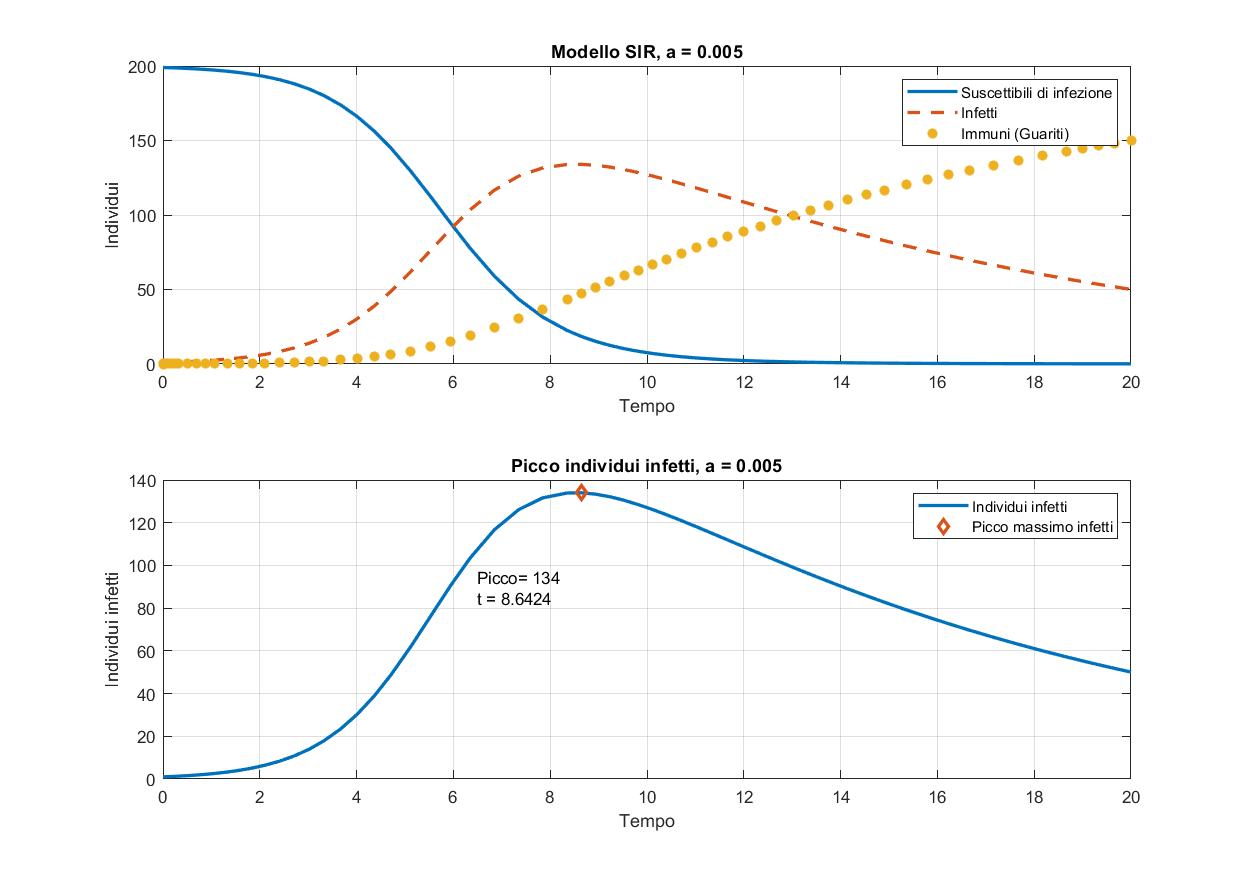 Modello SIR, a = 0.005
200
150
100
50
0
Individui
Suscettibili di infezione
Infetti
Immuni (Guariti)
0 2 4 6 8 10 12 14 16 18 20
Tempo
Picco individui infetti, a = 0.005
140
120
100
80
60
40
20
0
Individui infetti
Individui infetti
Picco massimo infetti
Picco= 134
t = 8.6424
0 2 4 6 8 10 12 14 16 18 20
Tempo